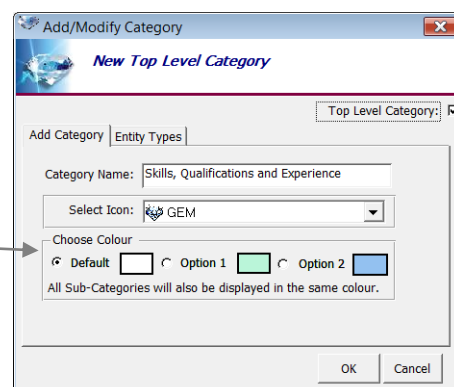 Add/Modify Category
New Top Level Category
Top Level Category:
Add Category Entity Types
Category Name: Skills, Qualifications and Experience
Select Icon: GEM
Choose Colour
Default Option 1 Option 2
All Sub-Categories will also be displayed in the same colour.
OK Cancel